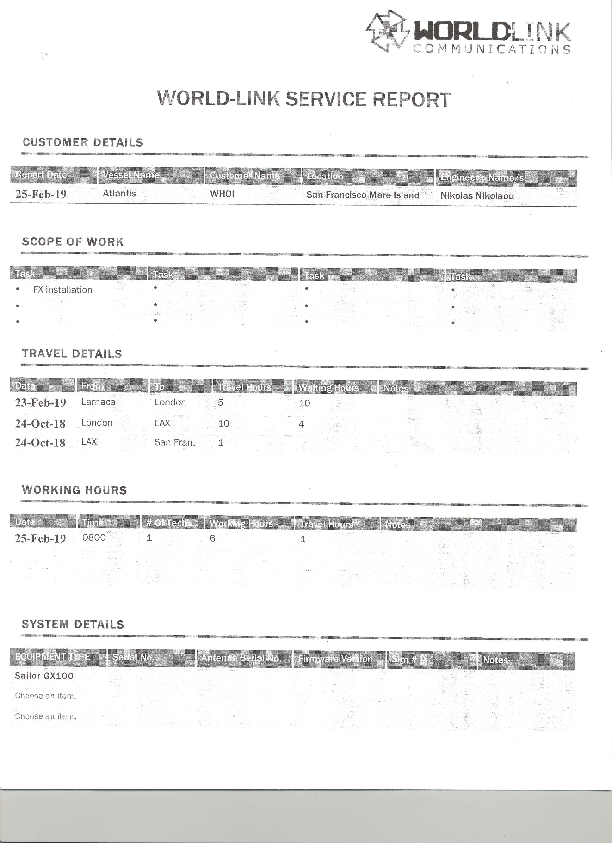 WORLDLINK
COMMUNICATIONS
WORLD-LINK SERVICE REPORT
CUSTOMER DETAILS
Report Date Vessel Name Customer Name Location Engineer Name/s
25-Feb-19 Atlantis WHOI San Francisco-Mare Island Nikolas Nikolaou
SCOPE OF WORK
Task Task Task Task
• FX installation • • •
• • • •
• • • •
TRAVEL DETAILS
Date From To Travel Hours Waiting Hours Notes
23-Feb-19 Larnaca London 5 10
24-Oct-18 London LAX 10 4
24-Oct-18 LAX San Fran. 1
WORKING HOURS
Date Time # Of Techs Working Hours Travel Hours Notes
25-Feb-19 0800 1 6 1
SYSTEM DETAILS
EQUIPMENT TYPE Serial No. Antenna Serial No. Firmware Version Sim # Notes
Sailor GX100
Choose an item.
Choose an item.